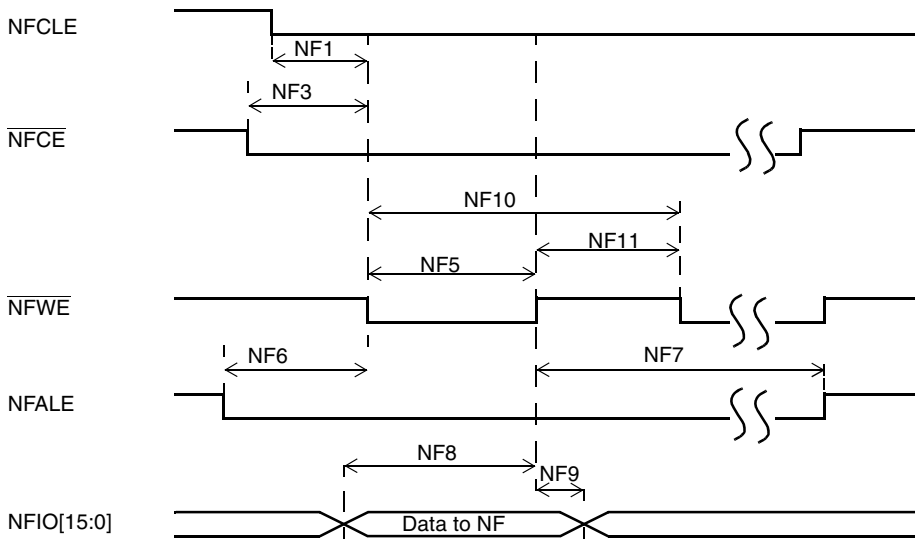 NFCLE
NF1
NF3
NFCE
NF10
NF11
NF5
NFWE
NF6
NF7
NFALE
NF8
NF9
NFIO[15:0]
Data to NF